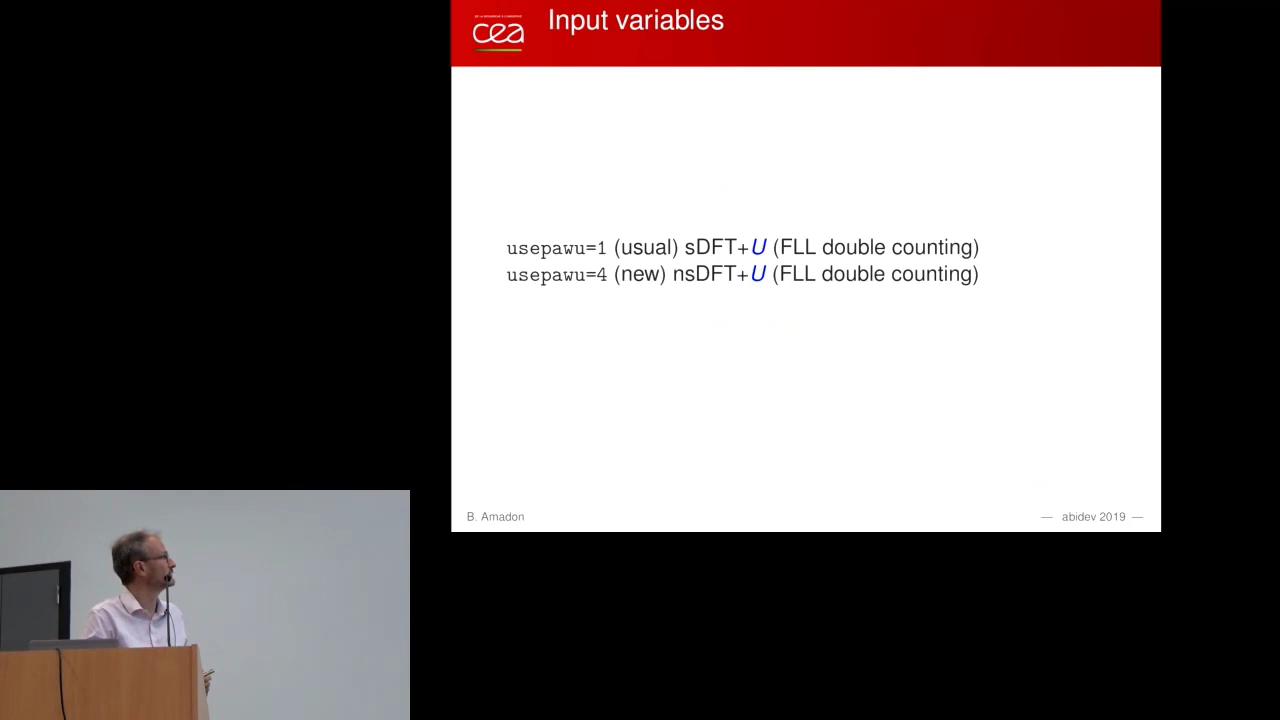 Input variables
cea
usepawu=1 (usual) sDFT+U (FLL double counting)
usepawu=4 (new) nsDFT+U (FLL double counting)
B. Amadon
— abidev 2019 —